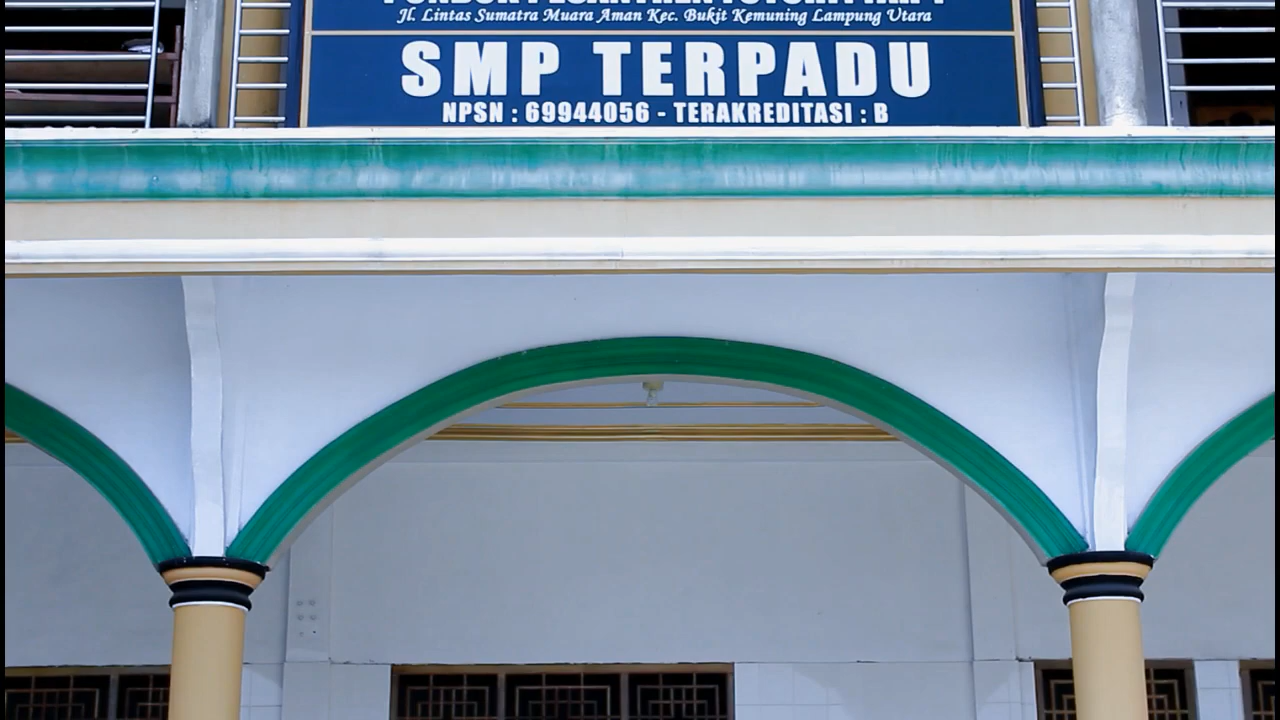 Jl. Lintas Sumatra Muara Aman Kec. Bukit Kemuning Lampung Utara
SMP TERPADU
NPSN : 69944056 - TERAKREDITASI : B